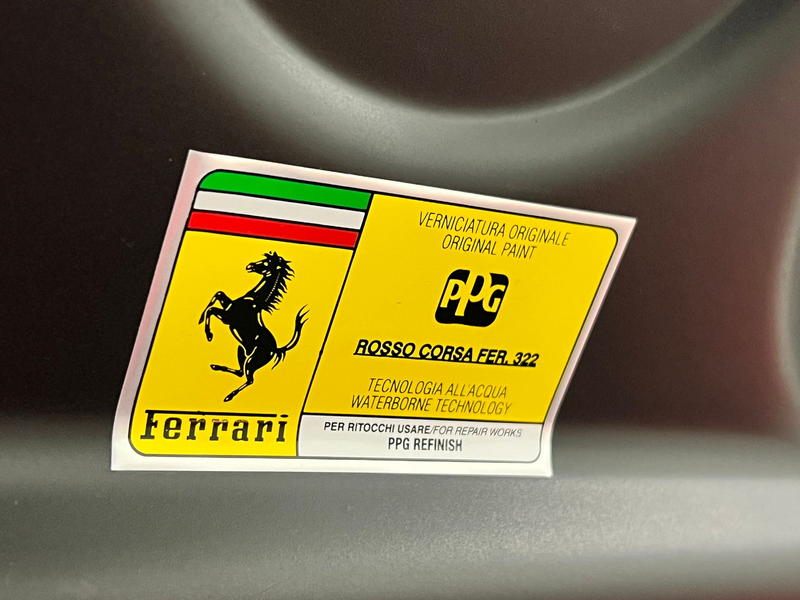 Ferrari
VERNICIATURA ORIGINALE
ORIGINAL PAINT
PPG
ROSSO CORSA FER. 322
TECNOLOGIA ALL'ACQUA
WATERBORNE TECHNOLOGY
PER RITOCCHI USARE/FOR REPAIR WORKS
PPG REFINISH